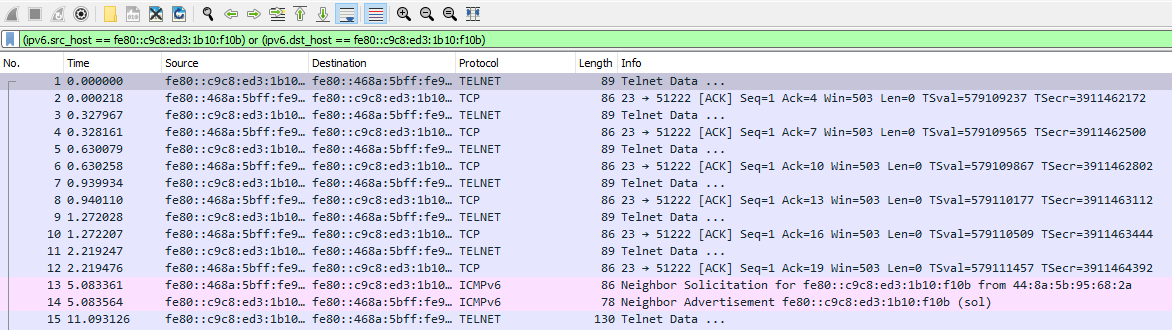 (ipv6.src_host == fe80::c9c8:ed3:1b10:f10b) or (ipv6.dst_host == fe80::c9c8:ed3:1b10:f10b)
No. Time Source Destination Protocol Length Info
1 0.000000 fe80::c9c8:ed3:1b10… fe80::468a:5bff:fe9… TELNET 89 Telnet Data ...
2 0.000218 fe80::468a:5bff:fe9… fe80::c9c8:ed3:1b10… TCP 86 23 → 51222 [ACK] Seq=1 Ack=4 Win=503 Len=0 TSval=579109237 TSecr=3911462172
3 0.327967 fe80::c9c8:ed3:1b10… fe80::468a:5bff:fe9… TELNET 89 Telnet Data ...
4 0.328161 fe80::468a:5bff:fe9… fe80::c9c8:ed3:1b10… TCP 86 23 → 51222 [ACK] Seq=1 Ack=7 Win=503 Len=0 TSval=579109565 TSecr=3911462500
5 0.630079 fe80::c9c8:ed3:1b10… fe80::468a:5bff:fe9… TELNET 89 Telnet Data ...
6 0.630258 fe80::468a:5bff:fe9… fe80::c9c8:ed3:1b10… TCP 86 23 → 51222 [ACK] Seq=1 Ack=10 Win=503 Len=0 TSval=579109867 TSecr=3911462802
7 0.939934 fe80::c9c8:ed3:1b10… fe80::468a:5bff:fe9… TELNET 89 Telnet Data ...
8 0.940110 fe80::468a:5bff:fe9… fe80::c9c8:ed3:1b10… TCP 86 23 → 51222 [ACK] Seq=1 Ack=13 Win=503 Len=0 TSval=579110177 TSecr=3911463112
9 1.272028 fe80::c9c8:ed3:1b10… fe80::468a:5bff:fe9… TELNET 89 Telnet Data ...
10 1.272207 fe80::468a:5bff:fe9… fe80::c9c8:ed3:1b10… TCP 86 23 → 51222 [ACK] Seq=1 Ack=16 Win=503 Len=0 TSval=579110509 TSecr=3911463444
11 2.219247 fe80::c9c8:ed3:1b10… fe80::468a:5bff:fe9… TELNET 89 Telnet Data ...
12 2.219476 fe80::468a:5bff:fe9… fe80::c9c8:ed3:1b10… TCP 86 23 → 51222 [ACK] Seq=1 Ack=19 Win=503 Len=0 TSval=579111457 TSecr=3911464392
13 5.083361 fe80::468a:5bff:fe9… fe80::c9c8:ed3:1b10… ICMPv6 86 Neighbor Solicitation for fe80::c9c8:ed3:1b10:f10b from 44:8a:5b:95:68:2a
14 5.083564 fe80::c9c8:ed3:1b10… fe80::468a:5bff:fe9… ICMPv6 78 Neighbor Advertisement fe80::c9c8:ed3:1b10:f10b (sol)
15 11.093126 fe80::c9c8:ed3:1b10… fe80::468a:5bff:fe9… TELNET 130 Telnet Data ...